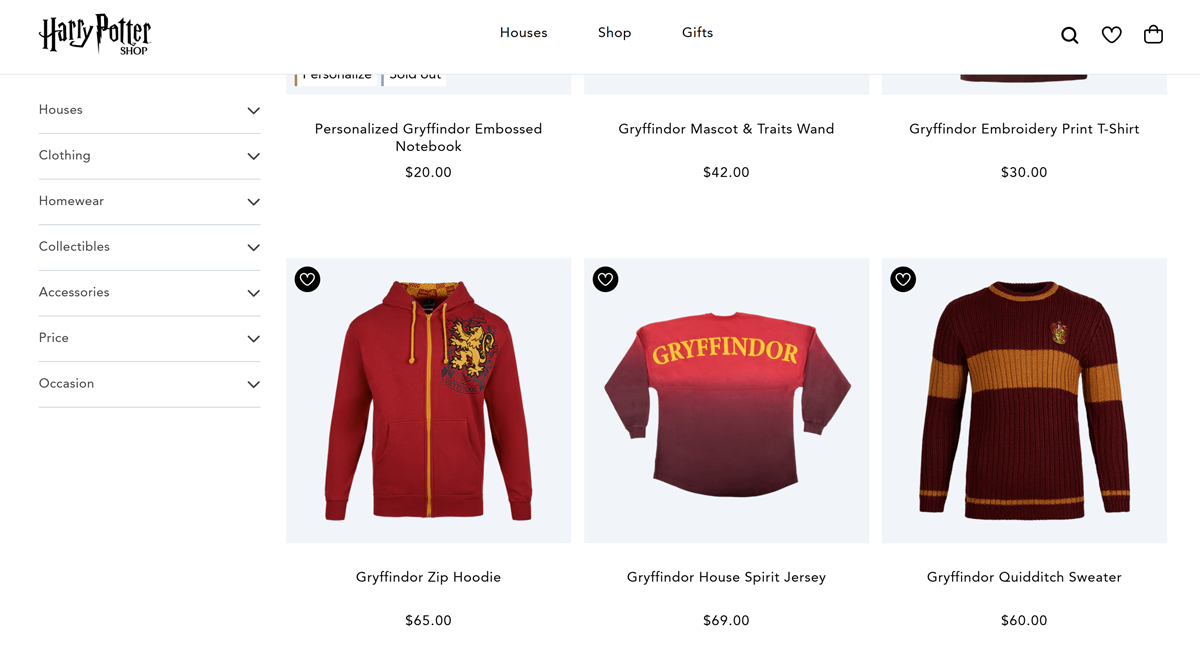 Harry Potter
SHOP
Houses
Shop
Gifts
Houses
Clothing
Homewear
Collectibles
Accessories
Price
Occasion
Personalize
Sold out
Personalized Gryffindor Embossed
Notebook
$20.00
Gryffindor Mascot & Traits Wand
$42.00
Gryffindor Embroidery Print T-Shirt
$30.00
GRYFFINDOR
Gryffindor Zip Hoodie
$65.00
Gryffindor House Spirit Jersey
$69.00
Gryffindor Quidditch Sweater
$60.00